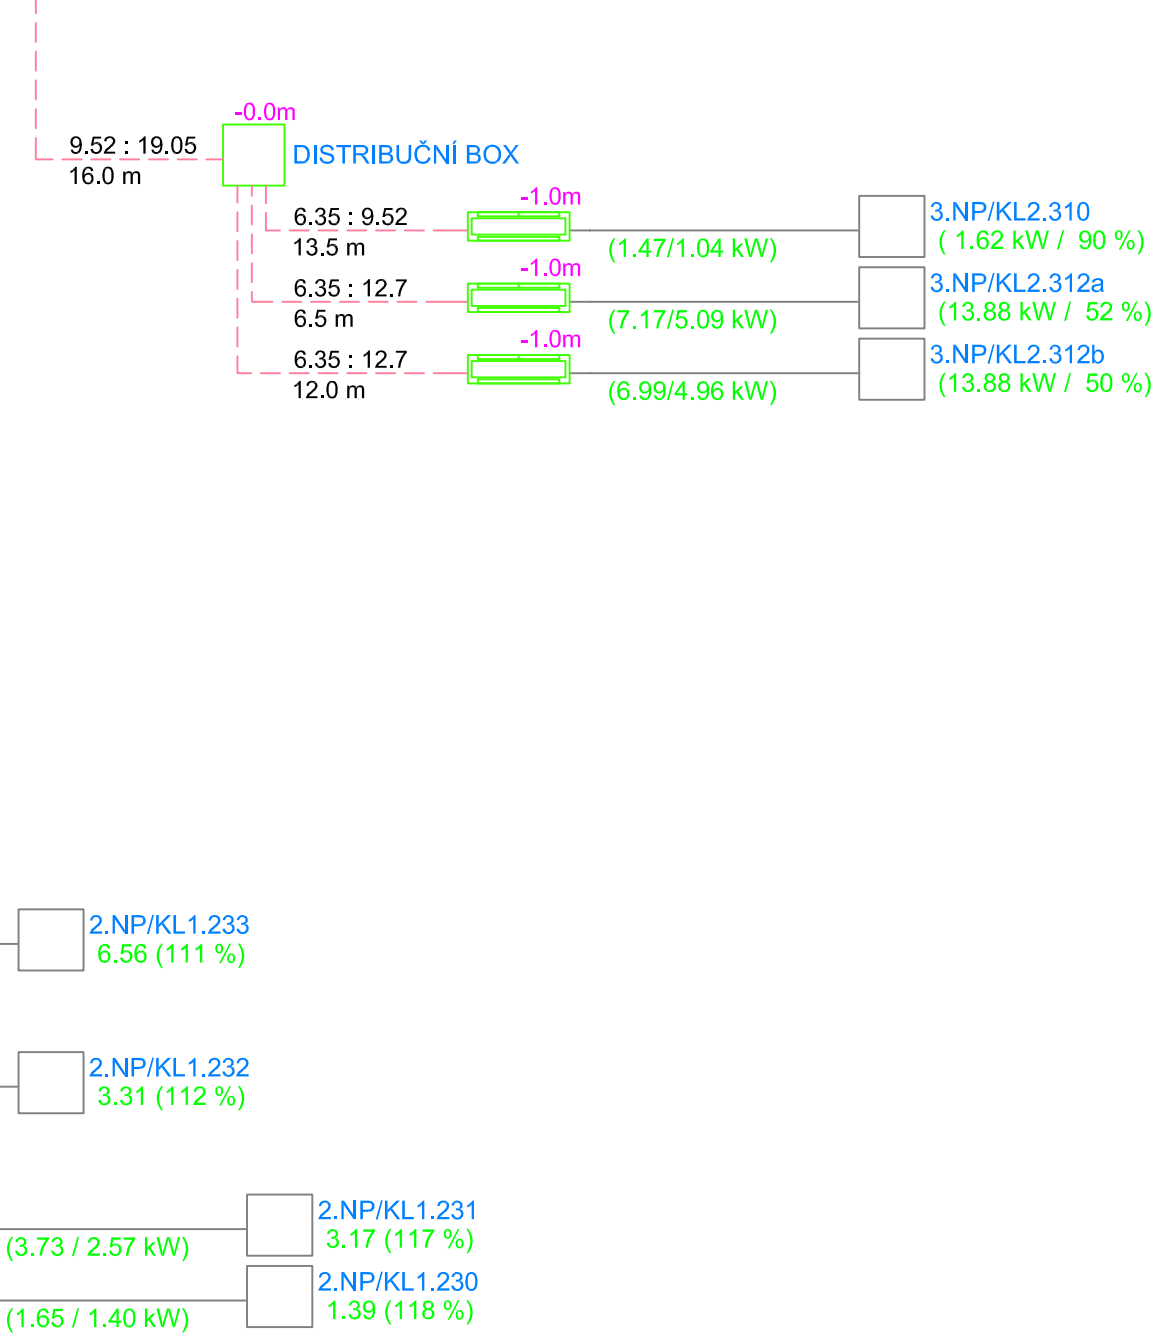 -0.0m
9.52 : 19.05
DISTRIBUČNÍ BOX
16.0 m
-1.0m
6.35 : 9.52
3.NP/KL2.310
13.5 m
(1.47/1.04 kW)
( 1.62 kW /  90 %)
-1.0m
6.35 : 12.7
3.NP/KL2.312a
6.5 m
(7.17/5.09 kW)
(13.88 kW /  52 %)
-1.0m
6.35 : 12.7
3.NP/KL2.312b
12.0 m
(6.99/4.96 kW)
(13.88 kW /  50 %)
2.NP/KL1.233
6.56 (111 %)
2.NP/KL1.232
3.31 (112 %)
2.NP/KL1.231
3.17 (117 %)
(3.73 / 2.57 kW)
2.NP/KL1.230
1.39 (118 %)
(1.65 / 1.40 kW)